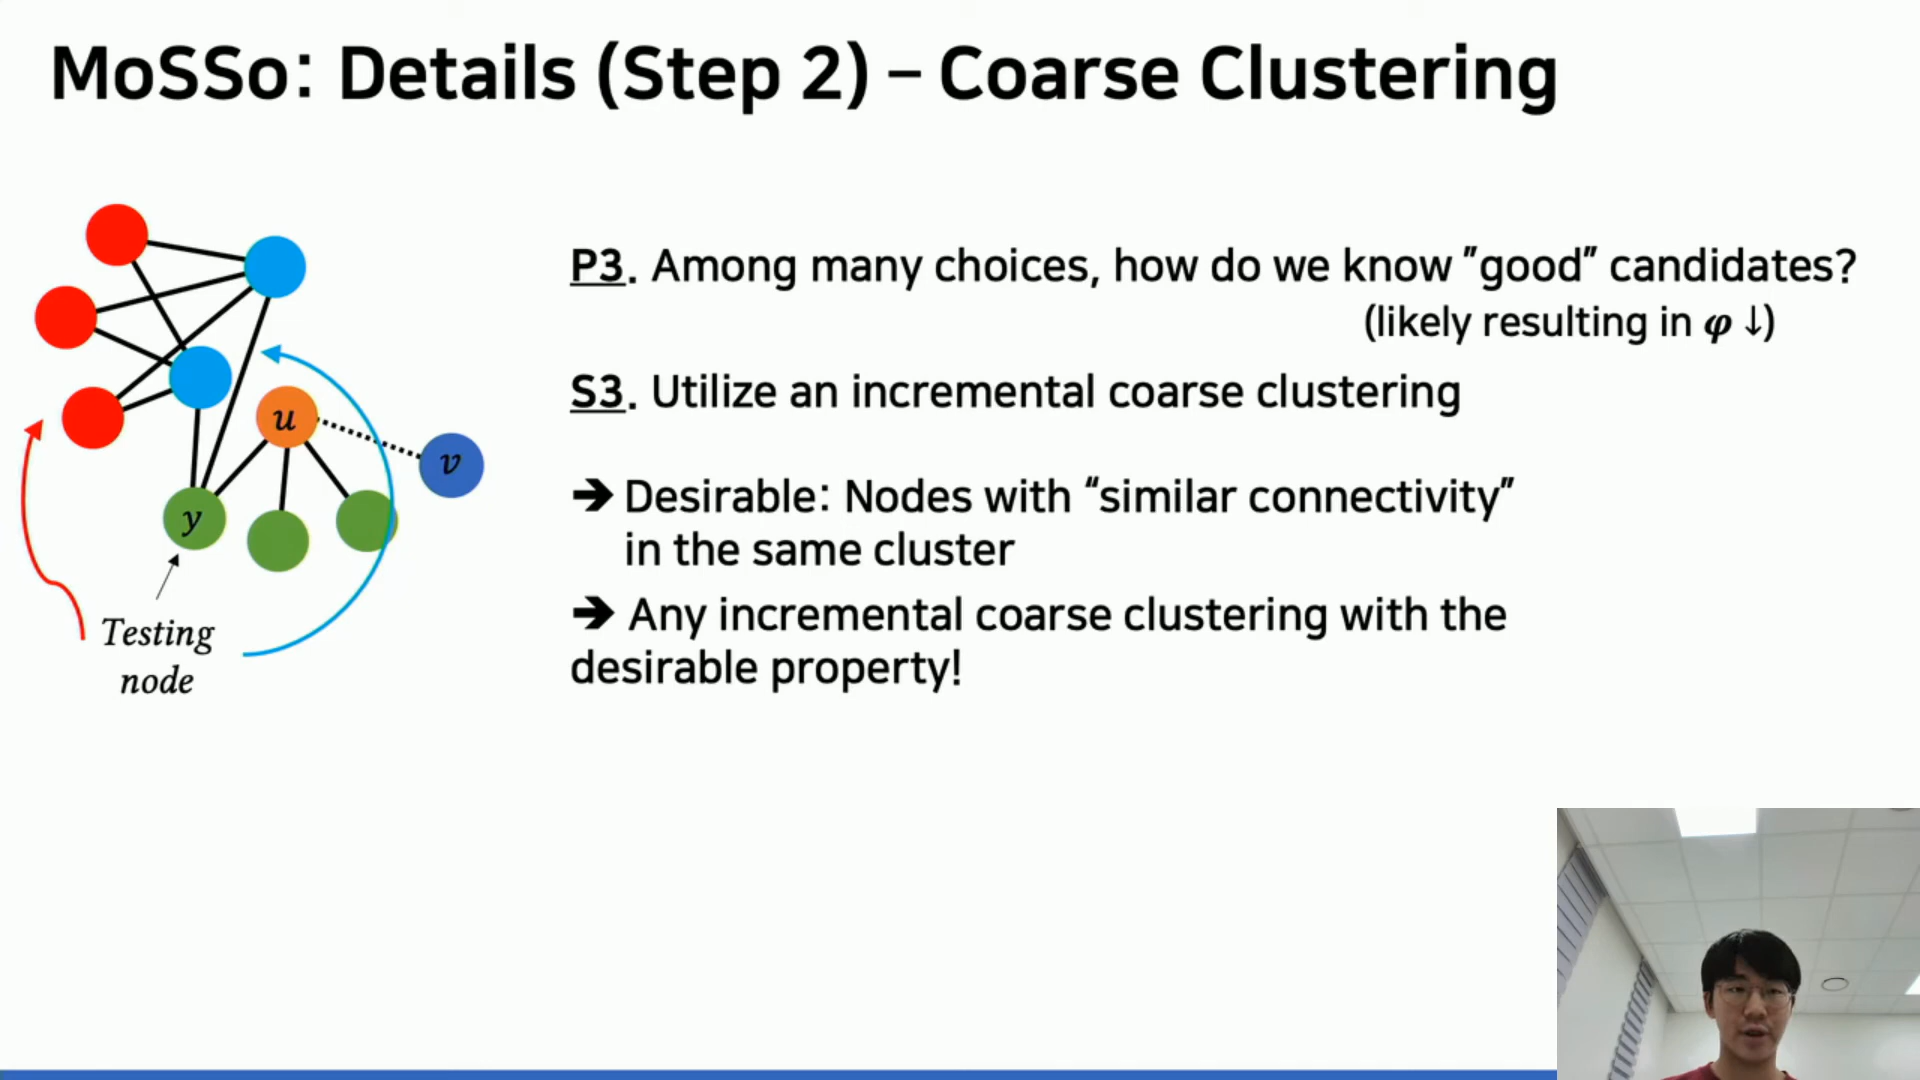 MoSSo: Details (Step 2) – Coarse Clustering
P3. Among many choices, how do we know ”good” candidates?
(likely resulting in 𝝋 ↓)
S3. Utilize an incremental coarse clustering
➔ Desirable: Nodes with “similar connectivity”
in the same cluster
➔ Any incremental coarse clustering with the
desirable property!
u
v
y
Testing
node